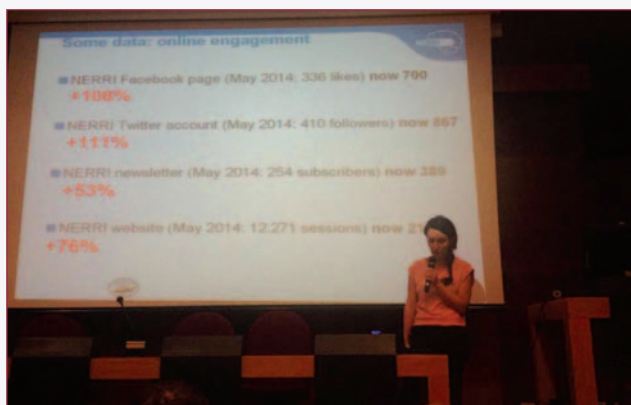 Some data: online engagement
NERRI Facebook page (May 2014: 336 likes) now 700
+108%
NERRI Twitter account (May 2014: 410 followers) now 867
+111%
NERRI newsletter (May 2014: 254 subscribers) now 389
+53%
NERRI website (May 2014: 12.271 sessions) now
+76%